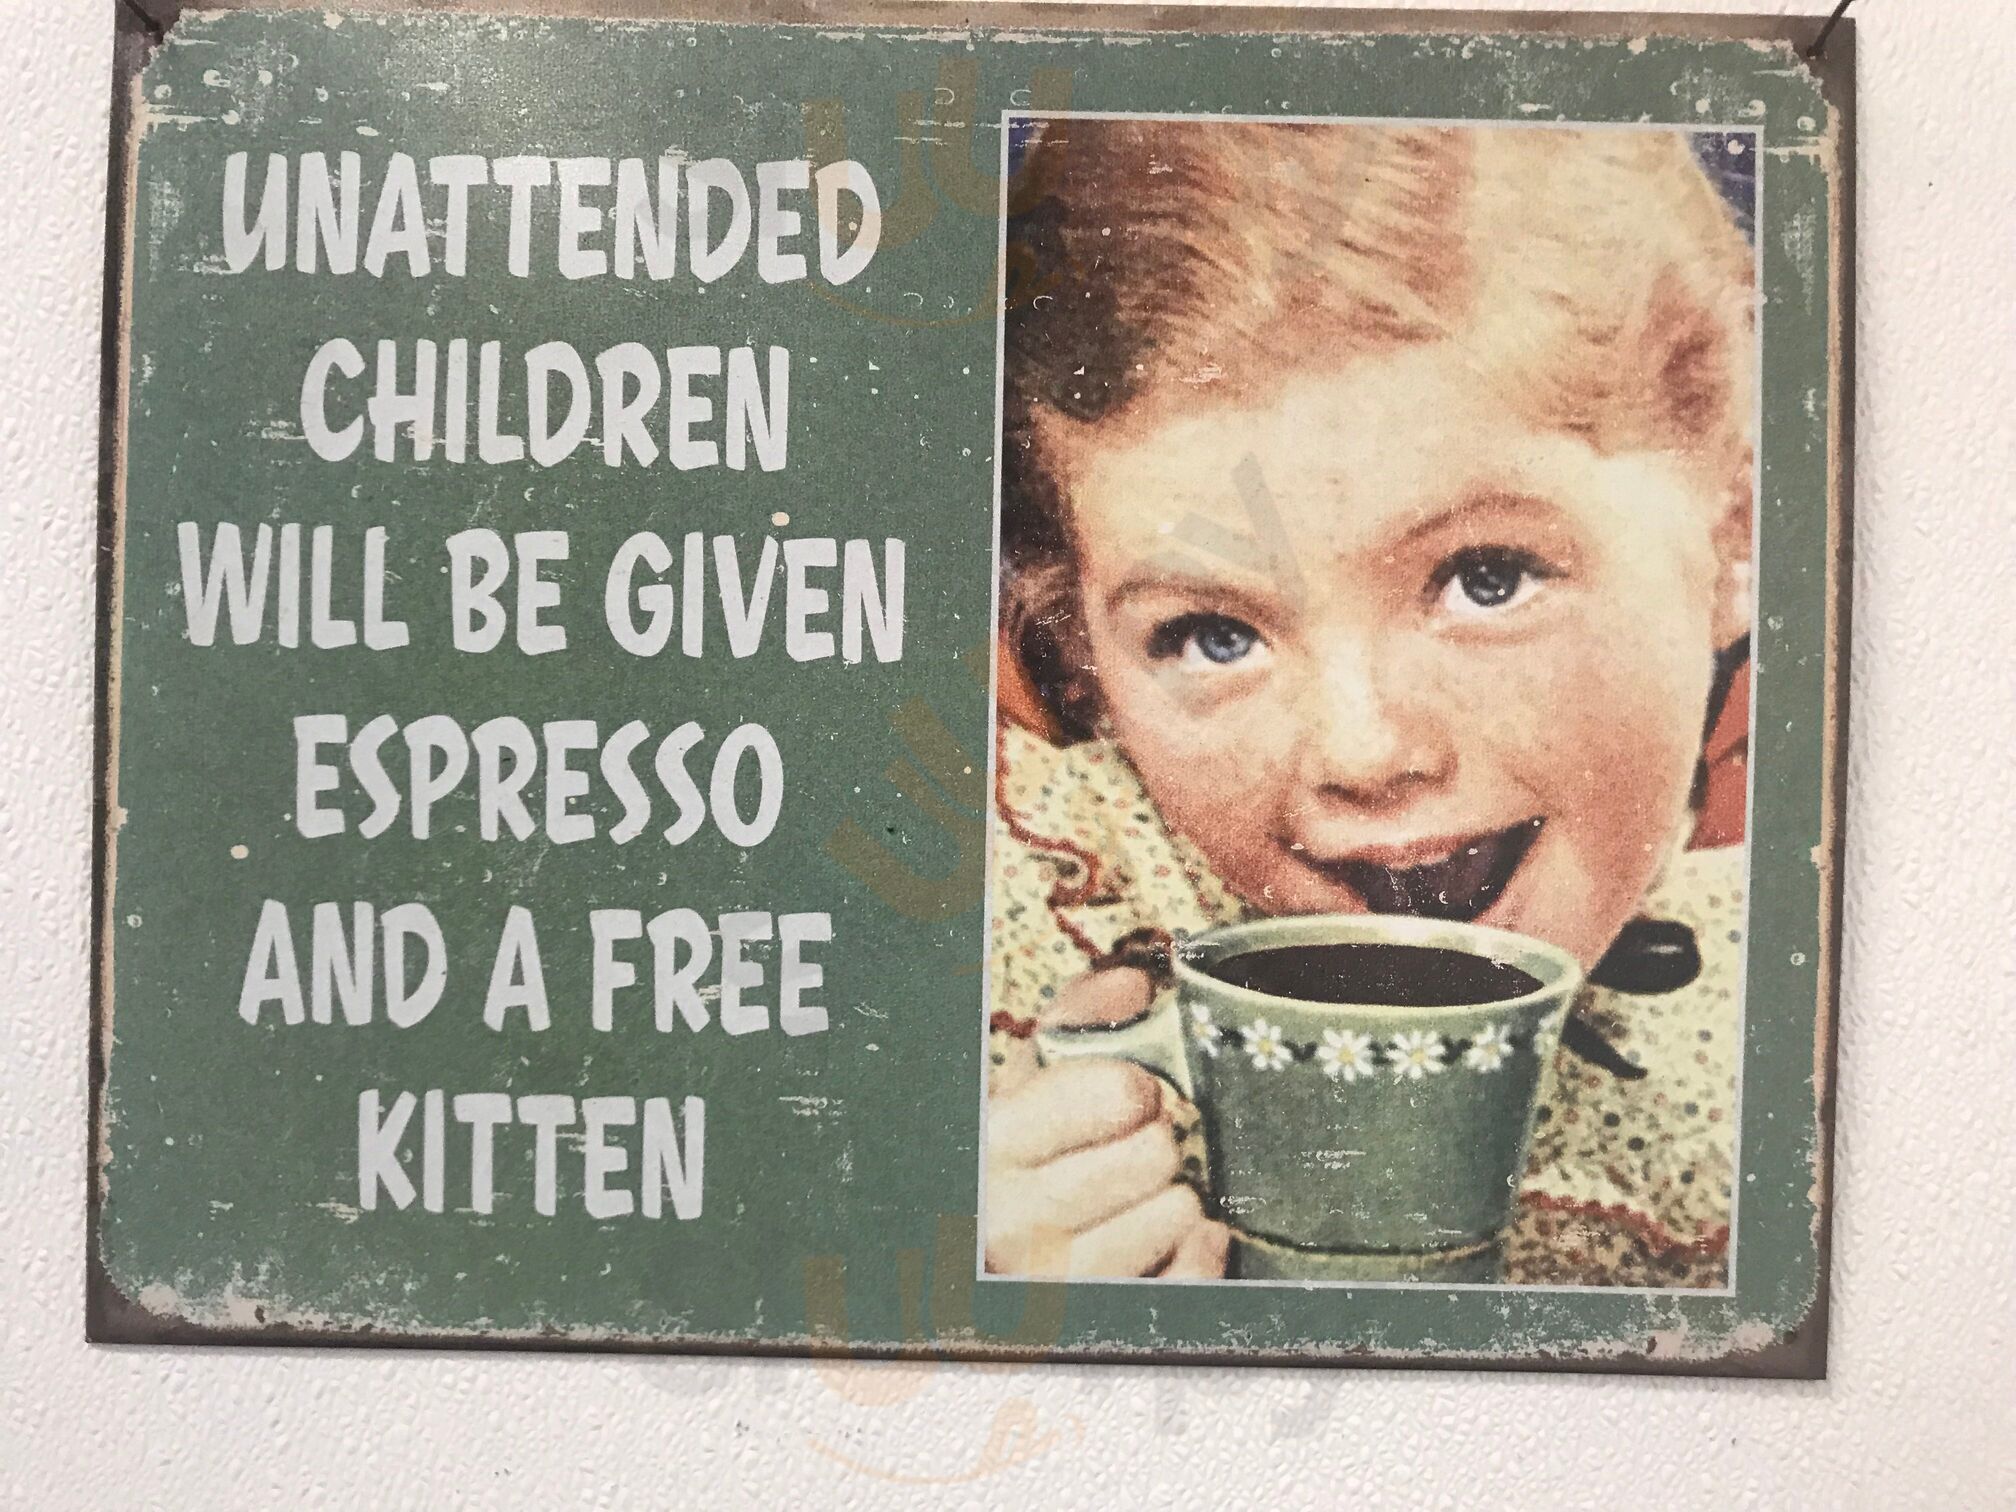 UNATTENDED
CHILDREN
WILL BE GIVEN
ESPRESSO
AND A FREE
KITTEN